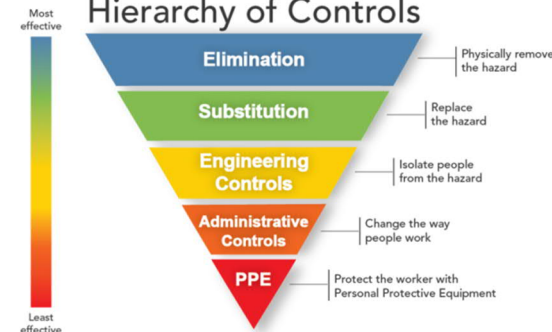 Hierarchy of Controls
Most
effective
Elimination
Physically remove
the hazard
Substitution
Replace
the hazard
Engineering
Controls
Isolate people
from the hazard
Administrative
Controls
Change the way
people work
PPE
Protect the worker with
Personal Protective Equipment
Least
effective